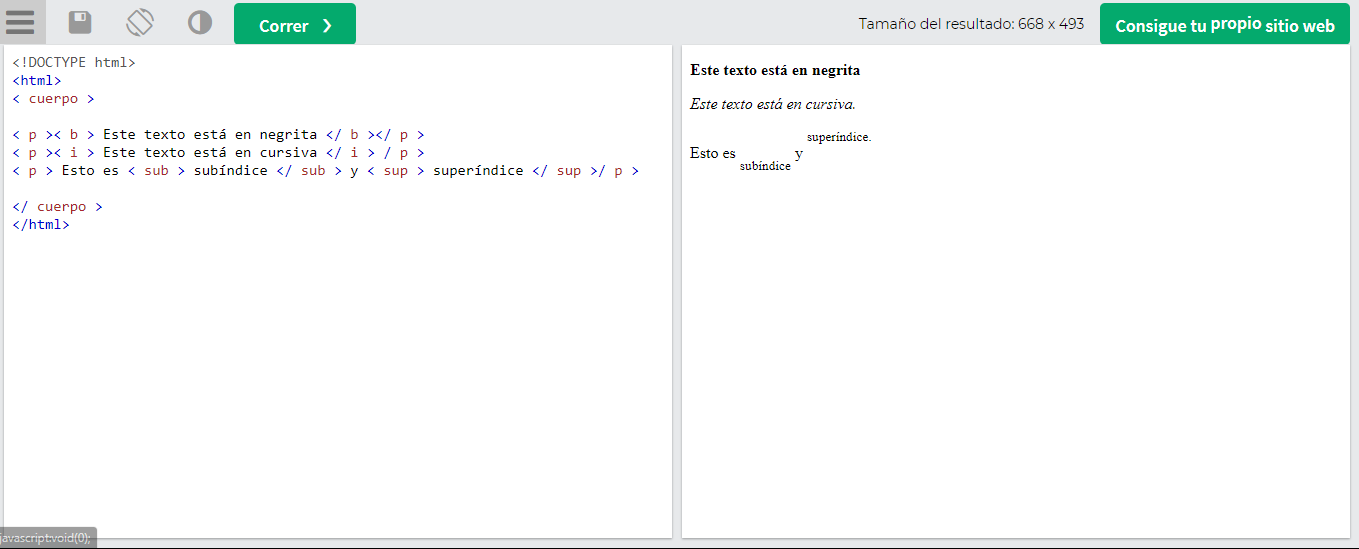 Correr ❯
Tamaño del resultado: 668 x 493
Consigue tu propio sitio web
<!DOCTYPE html>
<html>
< cuerpo >
< p >< b > Este texto está en negrita </ b ></ p >
< p >< i > Este texto está en cursiva </ i > / p >
< p > Esto es < sub > subíndice </ sub > y < sup > superíndice </ sup >/ p >
</ cuerpo >
</html>
Este texto está en negrita
Este texto está en cursiva.
Esto es subíndice y superíndice.
javascript:void(0);